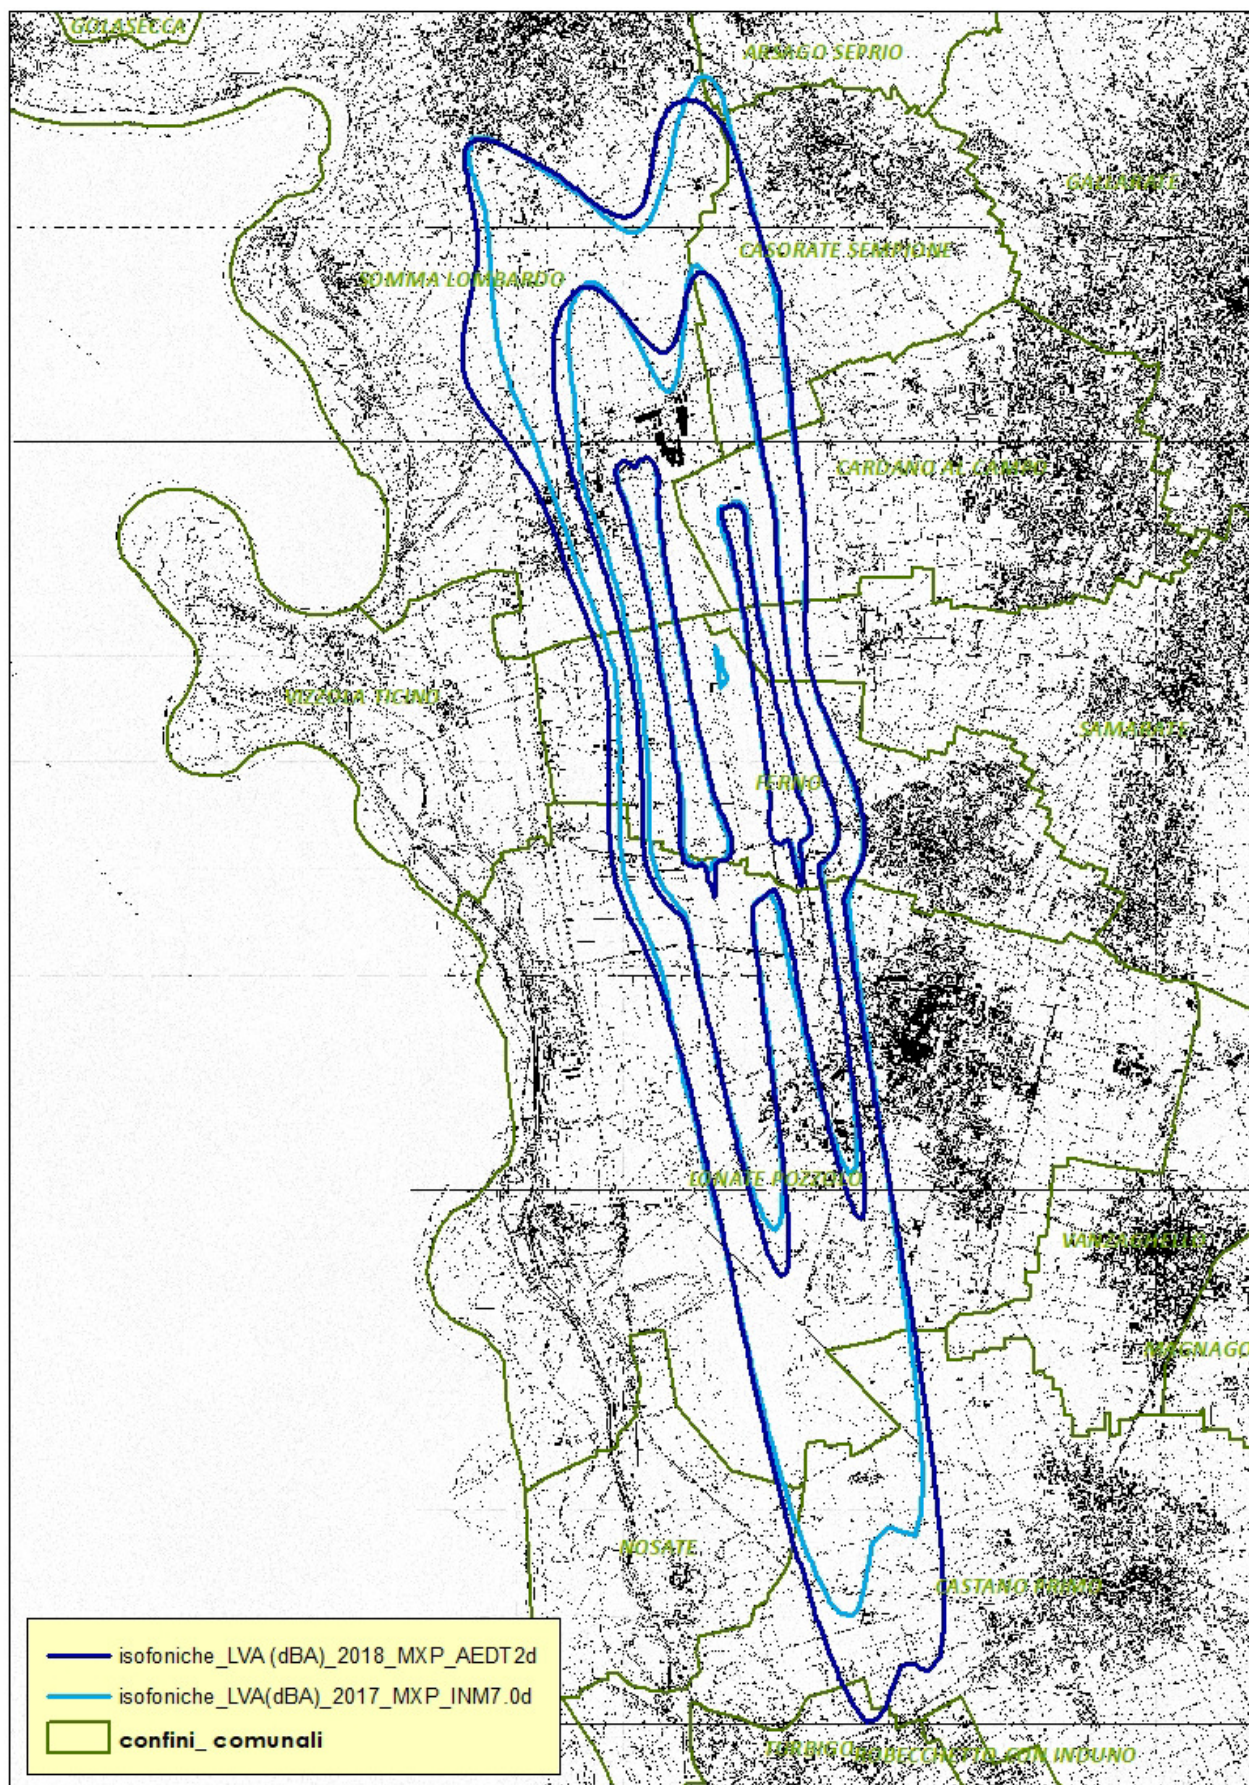 GOLASECCA
ARSAGO SEPRIO
GALLARATE
CASORATE SEMPIONE
SOMMA LOMBARDO
CARDANO AL CAMPO
VIZZOLA TICINO
SAMARATE
FERNO
LONATE POZZOLO
VANZAGHELLO
MAGNAGO
NOSATE
CASTANO PRIMO
TURBIGO
ROBECCHETTO CON INDUNO
isofoniche_LVA (dBA)_2018_MXP_AEDT2d
isofoniche_LVA(dBA)_2017_MXP_INM7.0d
confini_ comunali